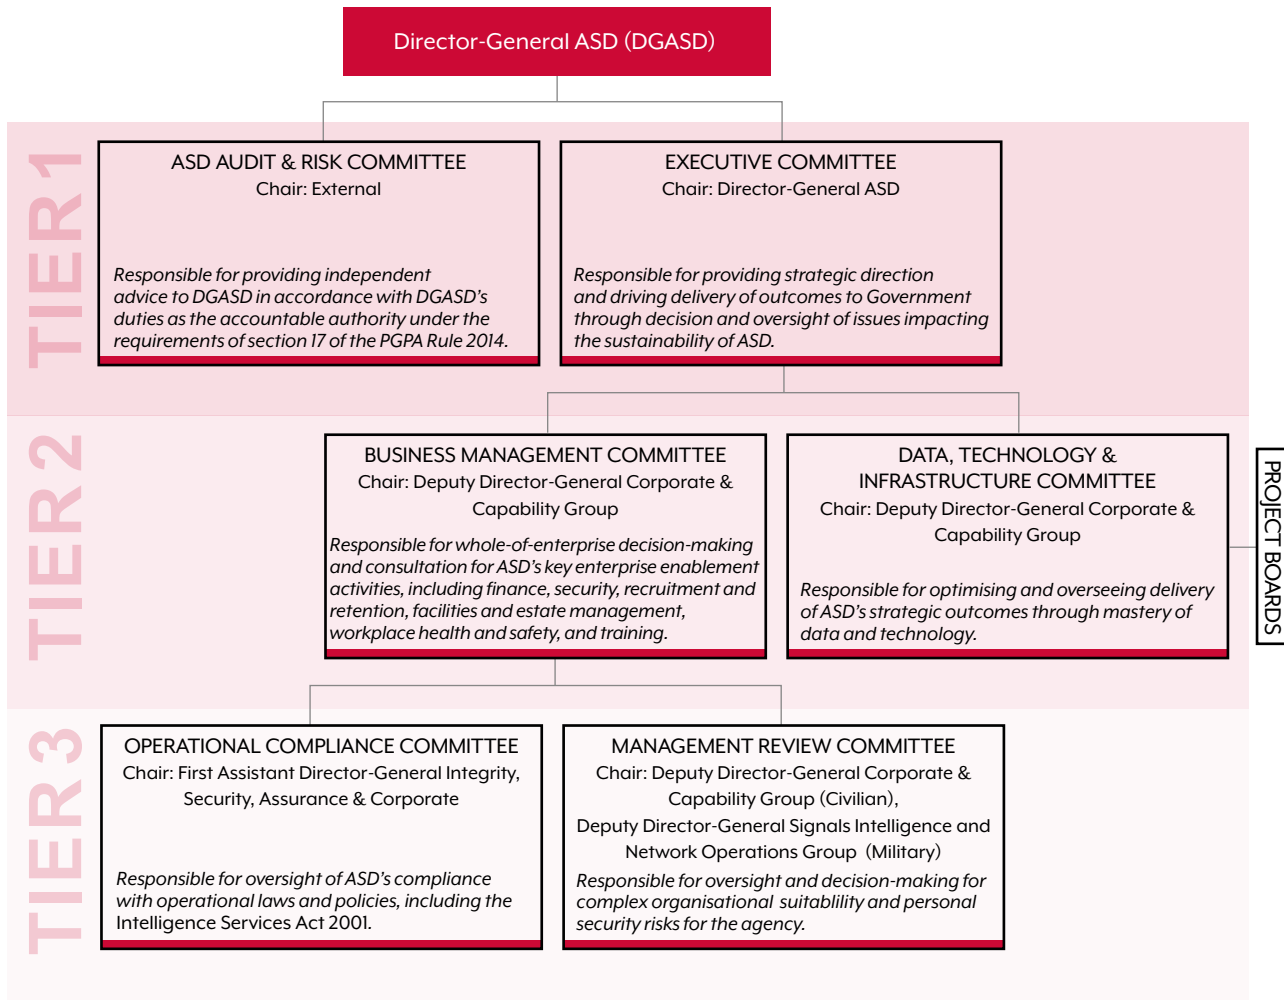 Director-General ASD (DGASD)
TIER 1
ASD AUDIT & RISK COMMITTEE
Chair: External
Responsible for providing independent
advice to DGASD in accordance with DGASD's
duties as the accountable authority under the
requirements of section 17 of the PGPA Rule 2014.
EXECUTIVE COMMITTEE
Chair: Director-General ASD
Responsible for providing strategic direction
and driving delivery of outcomes to Government
through decision and oversight of issues impacting
the sustainability of ASD.
TIER 2
BUSINESS MANAGEMENT COMMITTEE
Chair: Deputy Director-General Corporate &
Capability Group
Responsible for whole-of-enterprise decision-making
and consultation for ASD's key enterprise enablement
activities, including finance, security, recruitment and
retention, facilities and estate management,
workplace health and safety, and training.
DATA, TECHNOLOGY &
INFRASTRUCTURE COMMITTEE
Chair: Deputy Director-General Corporate &
Capability Group
Responsible for optimising and overseeing delivery
of ASD's strategic outcomes through mastery of
data and technology.
PROJECT BOARDS
TIER 3
OPERATIONAL COMPLIANCE COMMITTEE
Chair: First Assistant Director-General Integrity,
Security, Assurance & Corporate
Responsible for oversight of ASD's compliance
with operational laws and policies, including the
Intelligence Services Act 2001.
MANAGEMENT REVIEW COMMITTEE
Chair: Deputy Director-General Corporate &
Capability Group (Civilian),
Deputy Director-General Signals Intelligence and
Network Operations Group (Military)
Responsible for oversight and decision-making for
complex organisational suitablility and personal
security risks for the agency.